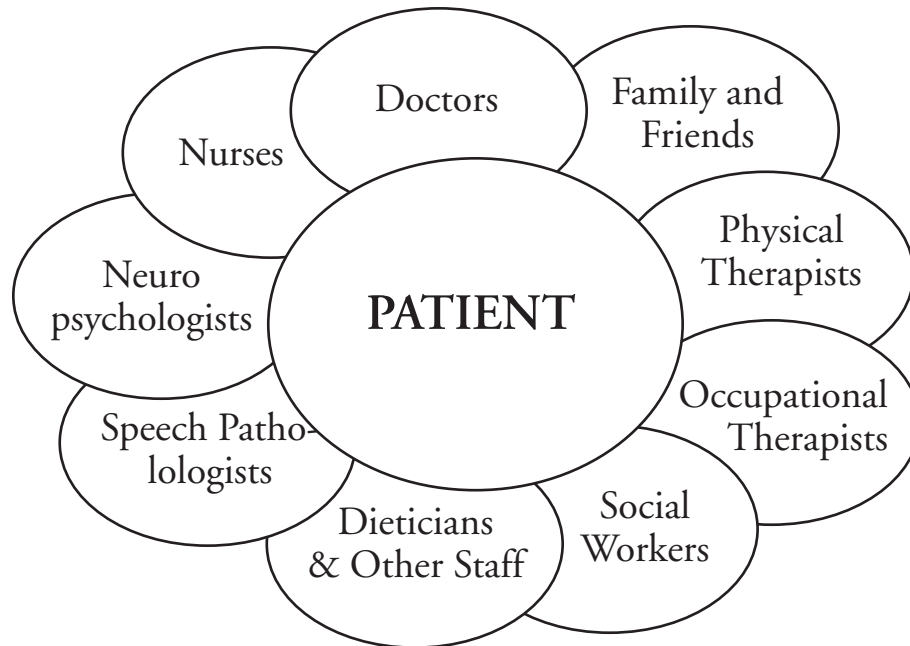 Doctors
Family and
Friends
Nurses
Physical
Therapists
Neuro
psychologists
PATIENT
Occupational
Therapists
Speech Patho-
lologists
Social
Workers
Dieticians
& Other Staff